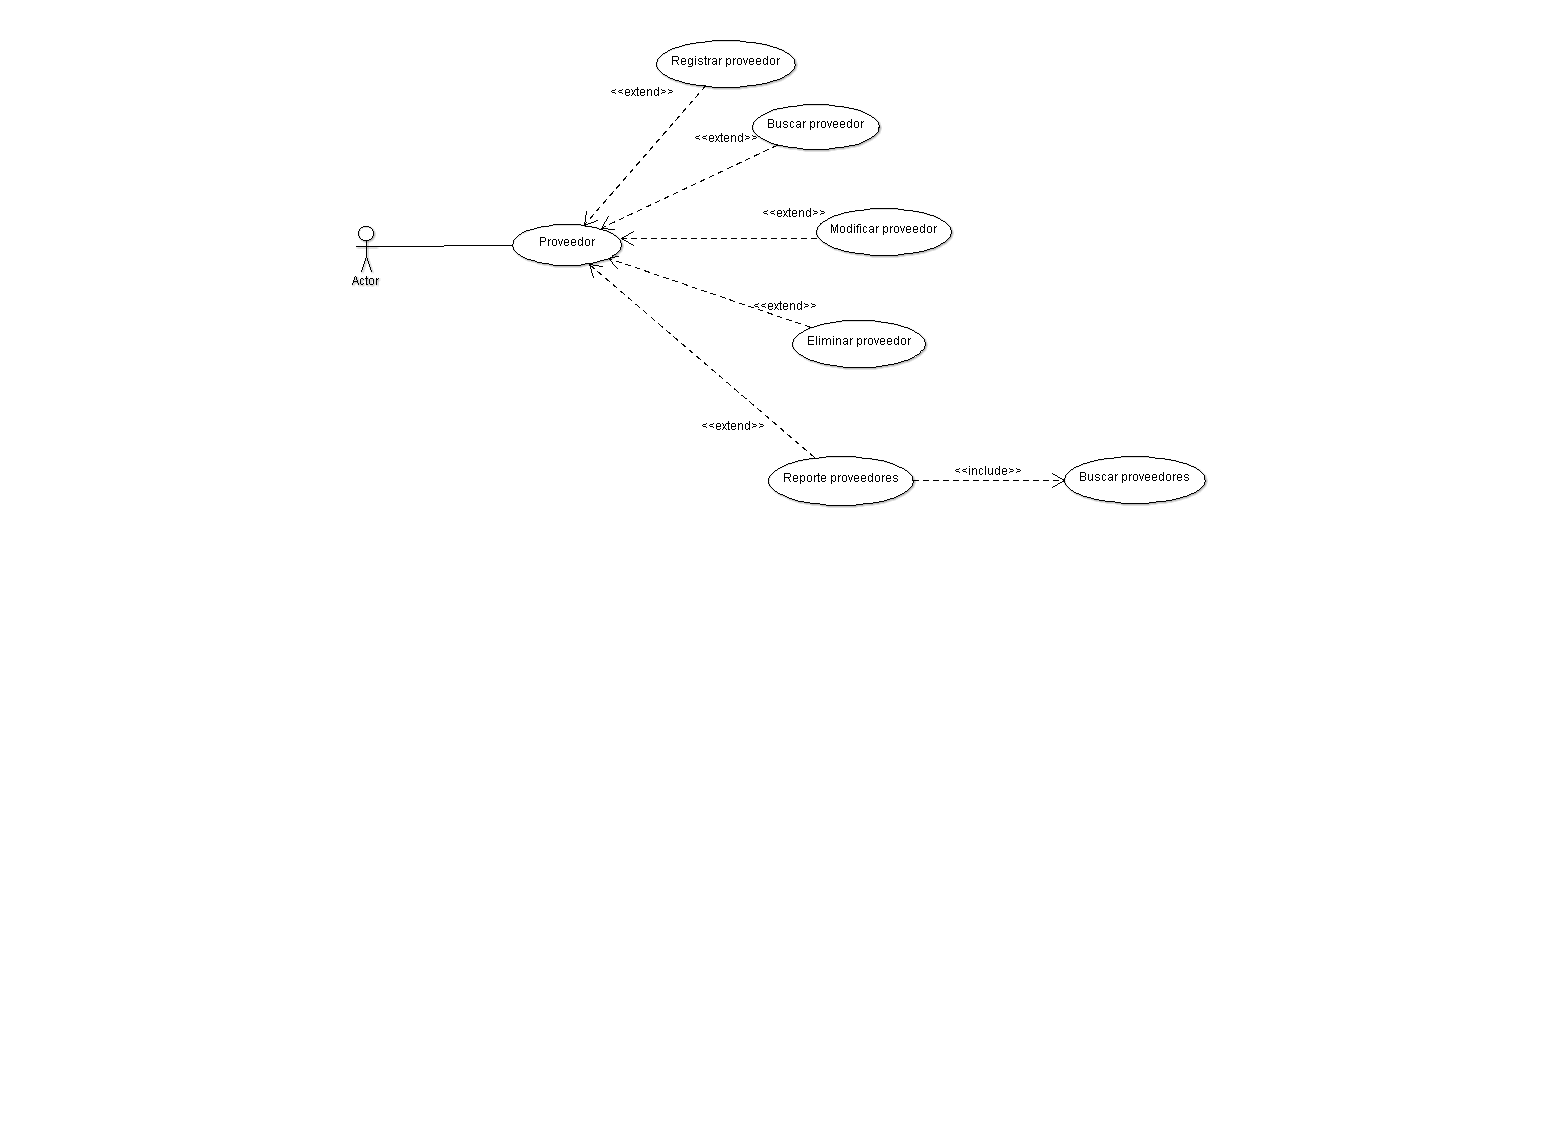 Registrar proveedor
<<extend>>
Buscar proveedor
<<extend>>
<<extend>>
Modificar proveedor
Proveedor
Actor
<<extend>>
Eliminar proveedor
<<extend>>
Reporte proveedores
<<include>>
Buscar proveedores